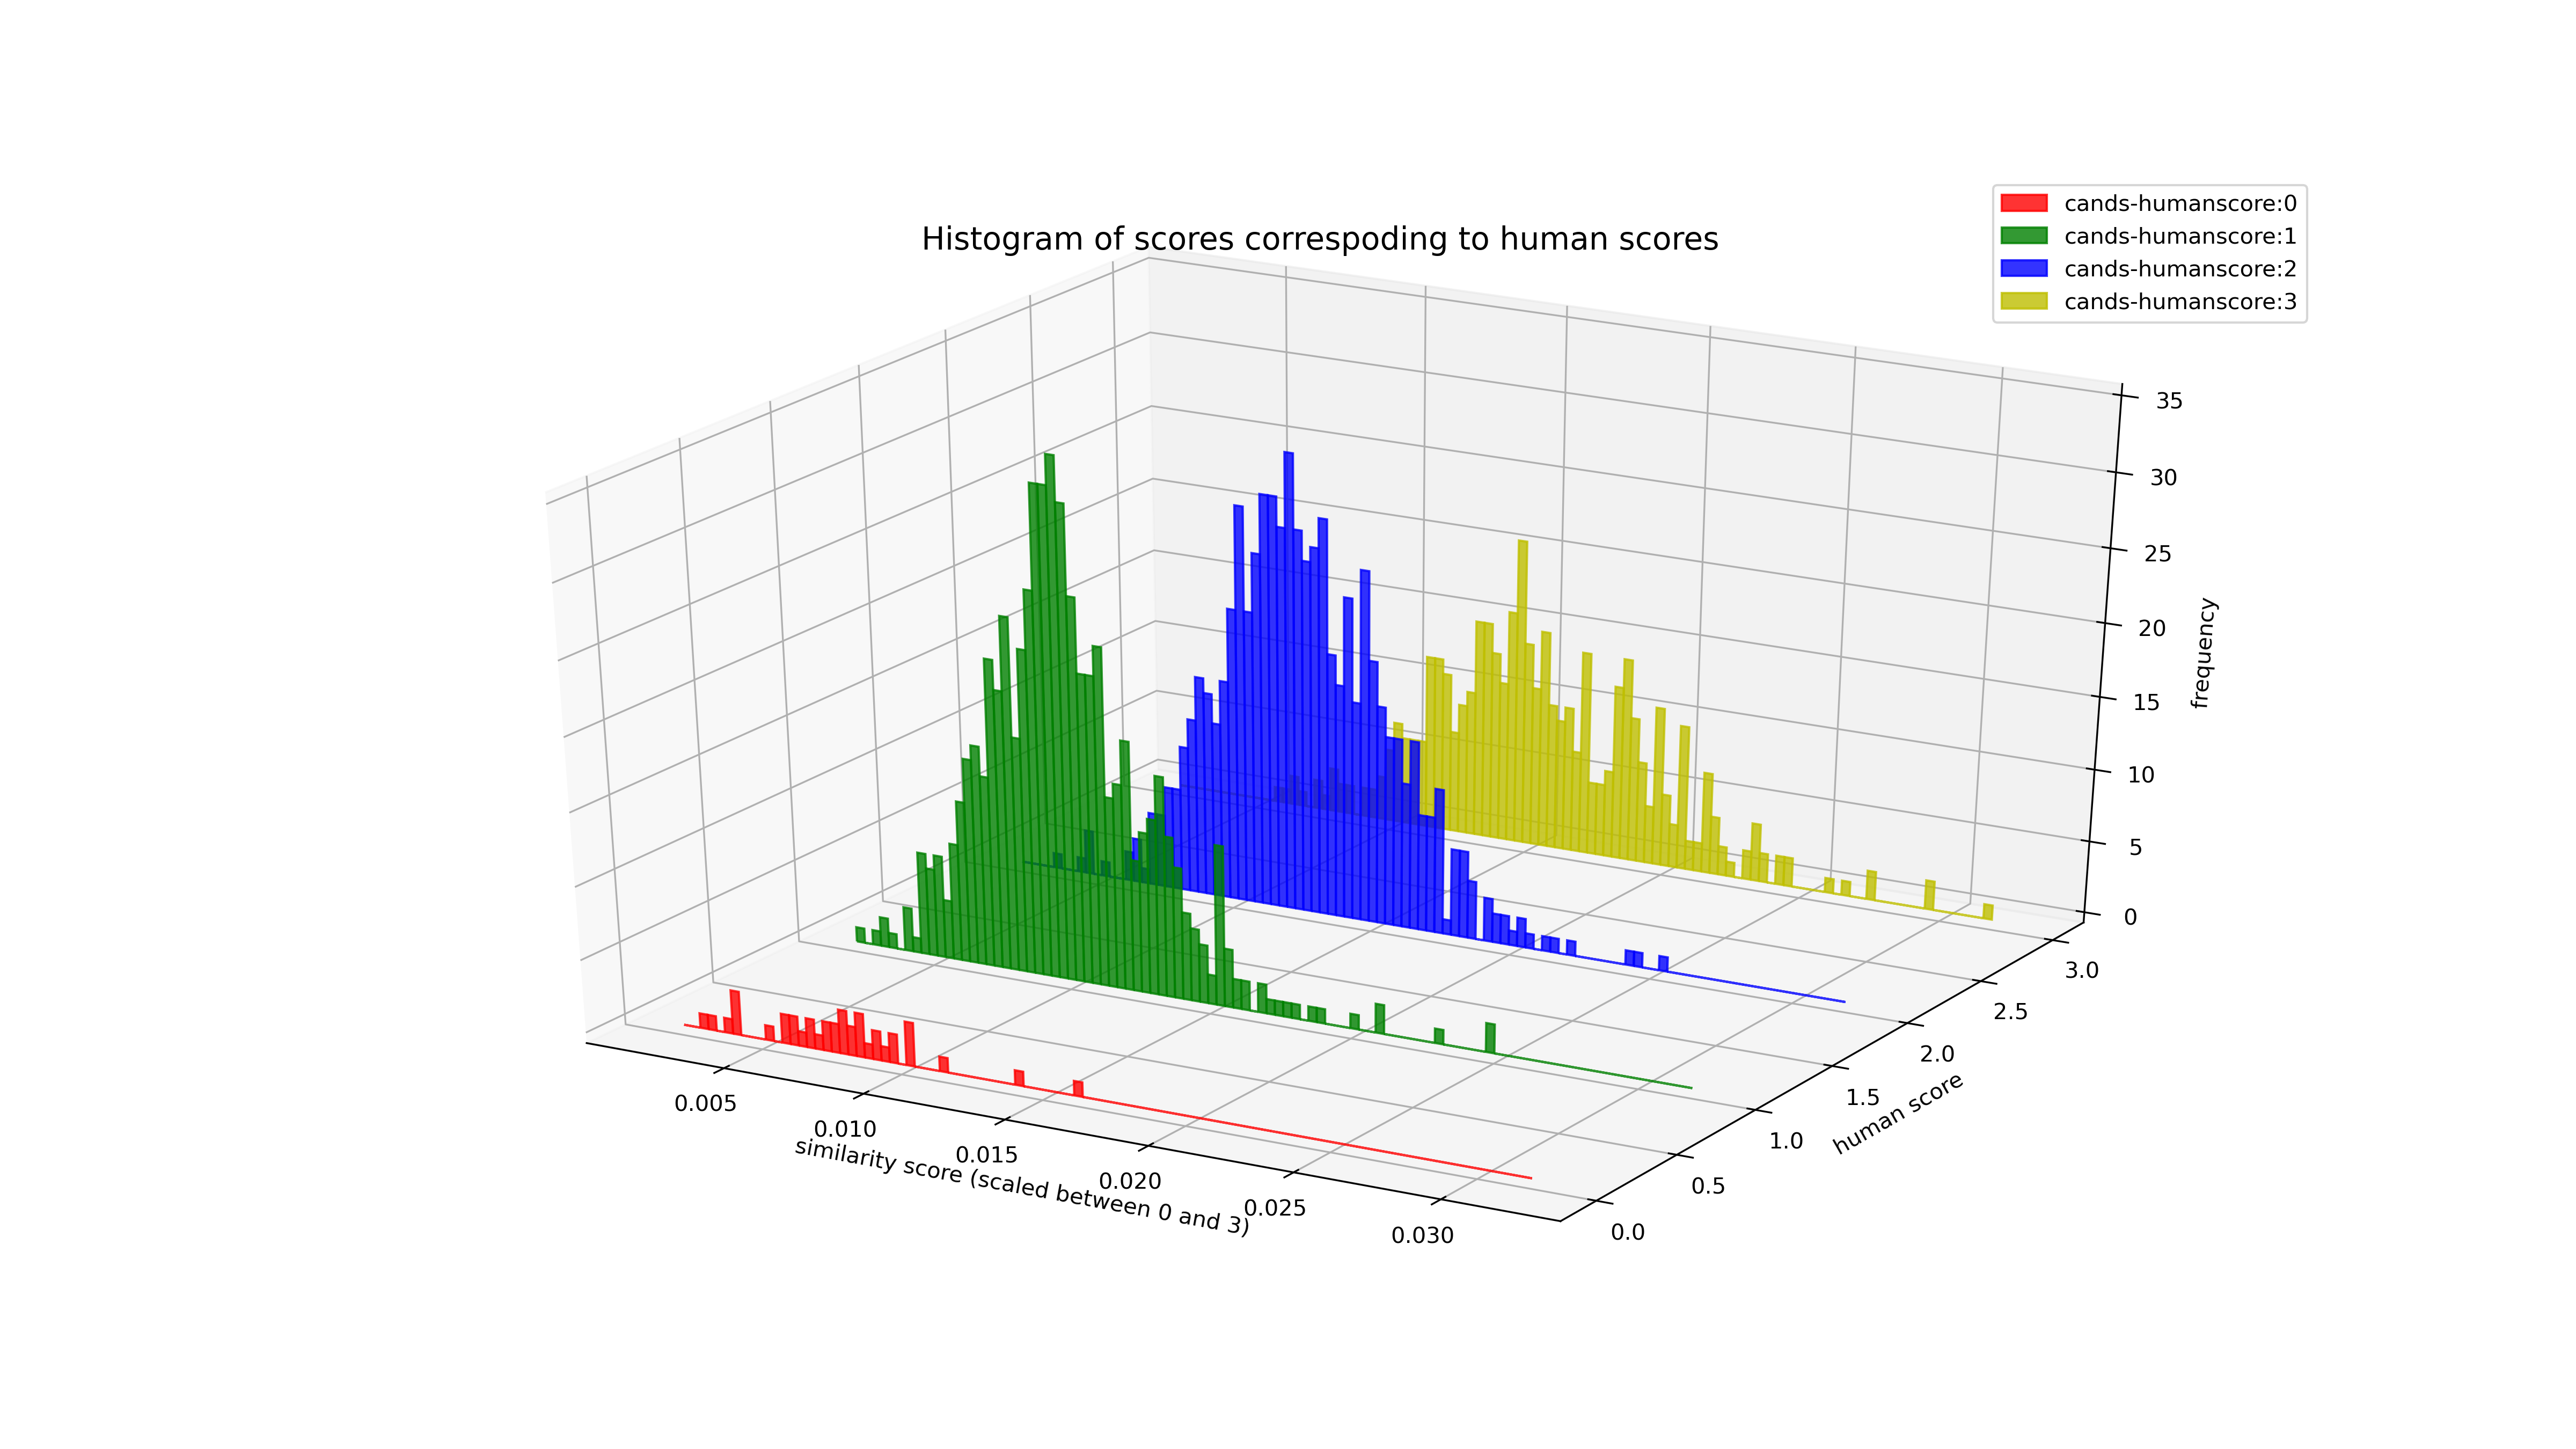 Histogram of scores correspoding to human scores
cands-humanscore:0
cands-humanscore:1
cands-humanscore:2
cands-humanscore:3
35
30
25
20
15
10
5
0
frequency
3.0
2.5
2.0
1.5
1.0
0.5
0.0
human score
0.005
0.010
0.015
0.020
0.025
0.030
similarity score (scaled between 0 and 3)